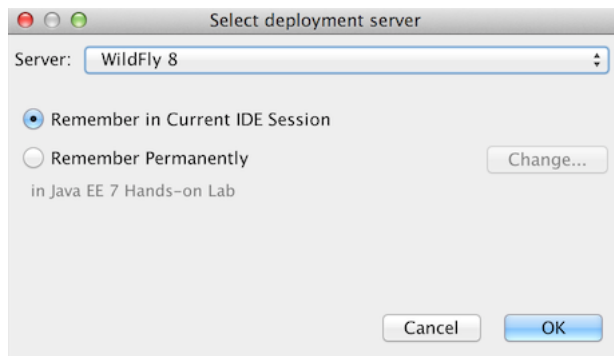 Select deployment server
Server: WildFly 8
Remember in Current IDE Session
Remember Permanently Change...
in Java EE 7 Hands-on Lab
Cancel OK